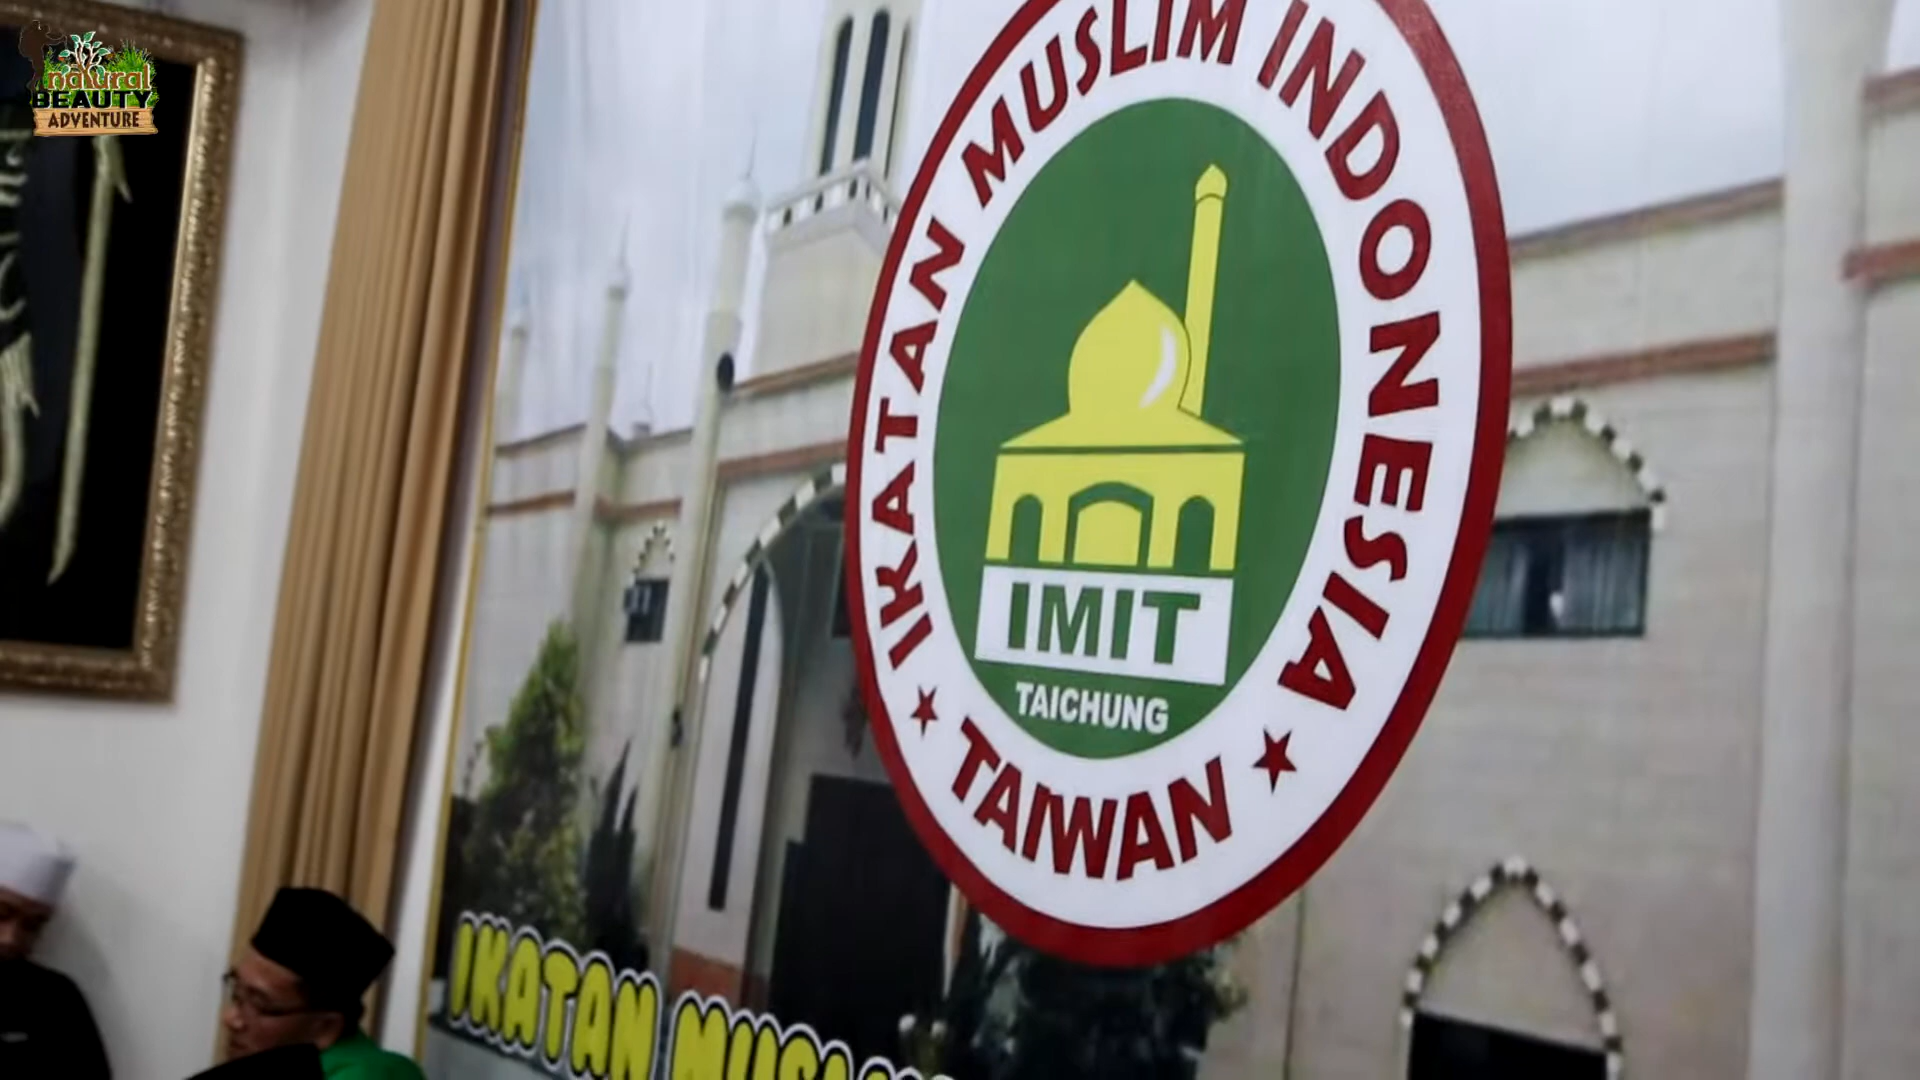 natural
BEAUTY
ADVENTURE
IKATAN MUSLIM INDONESIA
IMIT
TAICHUNG
★ TAIWAN ★
IKATAN